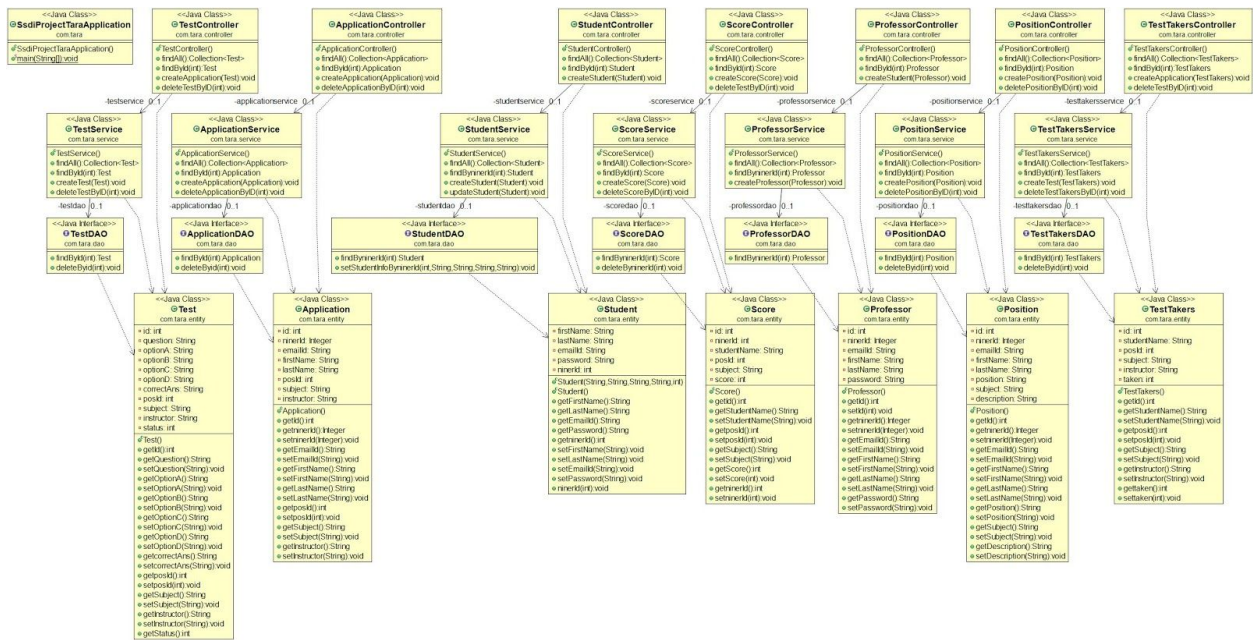 <<Java Class>>
SsdiProjectTaraApplication
com.tara
SsdiProjectTaraApplication()
main(String[]):void
<<Java Class>>
TestController
com.tara.controller
TestController()
findAll():Collection<Test>
findById(int):Test
createApplication(Test):void
deleteTestByID(int):void
<<Java Class>>
ApplicationController
com.tara.controller
ApplicationController()
findAll():Collection<Application>
findById(int):Application
createApplication(Application):void
deleteApplicationByID(int):void
<<Java Class>>
StudentController
com.tara.controller
StudentController()
findAll():Collection<Student>
findById(int):Student
createStudent(Student):void
<<Java Class>>
ScoreController
com.tara.controller
ScoreController()
findAll():Collection<Score>
findById(int):Score
createScore(Score):void
deleteTestByID(int):void
<<Java Class>>
ProfessorController
com.tara.controller
ProfessorController()
findAll():Collection<Professor>
findById(int):Professor
createStudent(Professor):void
<<Java Class>>
PositionController
com.tara.controller
PositionController()
findAll():Collection<Position>
findById(int):Position
createPosition(Position):void
deletePositionByID(int):void
<<Java Class>>
TestTakersController
com.tara.controller
TestTakersController()
findAll():Collection<TestTakers>
findById(int):TestTakers
createApplication(TestTakers):void
deleteTestByID(int):void
-testservice 0..1
-applicationservice 0..1
-studentservice 0..1
-scoreservice 0..1
-professorservice 0..1
-positionservice 0..1
-testtakersservice 0..1
<<Java Class>>
TestService
com.tara.service
TestService()
findAll():Collection<Test>
findById(int):Test
createTest(Test):void
deleteTestByID(int):void
<<Java Class>>
ApplicationService
com.tara.service
ApplicationService()
findAll():Collection<Application>
findById(int):Application
createApplication(Application):void
deleteApplicationByID(int):void
<<Java Class>>
StudentService
com.tara.service
StudentService()
findAll():Collection<Student>
findByninerId(int):Student
createStudent(Student):void
updateStudent(Student):void
<<Java Class>>
ScoreService
com.tara.service
ScoreService()
findAll():Collection<Score>
findById(int):Score
createScore(Score):void
deleteScoreByID(int):void
<<Java Class>>
ProfessorService
com.tara.service
ProfessorService()
findAll():Collection<Professor>
findByninerId(int):Professor
createProfessor(Professor):void
<<Java Class>>
PositionService
com.tara.service
PositionService()
findAll():Collection<Position>
findById(int):Position
createPosition(Position):void
deletePositionByID(int):void
<<Java Class>>
TestTakersService
com.tara.service
TestTakersService()
findAll():Collection<TestTakers>
findById(int):TestTakers
createTest(TestTakers):void
deleteTestTakersByID(int):void
-testdao 0..1
-applicationdao 0..1
-studentdao 0..1
-scoredao 0..1
-professordao 0..1
-positiondao 0..1
-testtakersdao 0..1
<<Java Interface>>
TestDAO
com.tara.dao
findById(int):Test
deleteById(int):void
<<Java Interface>>
ApplicationDAO
com.tara.dao
findById(int):Application
deleteById(int):void
<<Java Interface>>
StudentDAO
com.tara.dao
findByninerId(int):Student
setStudentInfoByninerId(int,String,String,String,String):void
<<Java Interface>>
ScoreDAO
com.tara.dao
findByninerId(int):Score
deleteByninerId(int):void
<<Java Interface>>
ProfessorDAO
com.tara.dao
findByninerId(int):Professor
<<Java Interface>>
PositionDAO
com.tara.dao
findById(int):Position
deleteById(int):void
<<Java Interface>>
TestTakersDAO
com.tara.dao
findById(int):TestTakers
deleteById(int):void
<<Java Class>>
Test
com.tara.entity
id: int
question: String
optionA: String
optionB: String
optionC: String
optionD: String
correctAns: String
posId: int
subject: String
instructor: String
status: int
Test()
getId():int
getQuestion():String
setQuestion(String):void
getOptionA():String
setOptionA(String):void
getOptionB():String
setOptionB(String):void
getOptionC():String
setOptionC(String):void
getOptionD():String
setOptionD(String):void
getcorrectAns():String
setcorrectAns(String):void
getposId():int
setposId(int):void
getSubject():String
setSubject(String):void
getInstructor():String
setInstructor(String):void
getStatus():int
<<Java Class>>
Application
com.tara.entity
id: int
ninerId: Integer
emailId: String
firstName: String
lastName: String
posId: int
subject: String
instructor: String
Application()
getId():int
getninerId():Integer
setninerId(Integer):void
getEmailId():String
setEmailId(String):void
getFirstName():String
setFirstName(String):void
getLastName():String
setLastName(String):void
getposId():int
setposId(int):void
getSubject():String
setSubject(String):void
getInstructor():String
setInstructor(String):void
<<Java Class>>
Student
com.tara.entity
firstName: String
lastName: String
emailId: String
password: String
ninerId: int
Student(String,String,String,String,int)
Student()
getFirstName():String
getLastName():String
getEmailId():String
getPassword():String
getninerId():int
setFirstName(String):void
setLastName(String):void
setEmailId(String):void
setPassword(String):void
ninerId(int):void
<<Java Class>>
Score
com.tara.entity
id: int
ninerId: int
studentName: String
posId: int
subject: String
score: int
Score()
getId():int
getStudentName():String
setStudentName(String):void
getposId():int
setposId(int):void
getSubject():String
setSubject(String):void
getScore():int
setScore(int):void
getninerId():int
setninerId(int):void
<<Java Class>>
Professor
com.tara.entity
id: int
ninerId: Integer
emailId: String
firstName: String
lastName: String
password: String
Professor()
getId():int
setId(int):void
getninerId():Integer
setninerId(Integer):void
getEmailId():String
setEmailId(String):void
getFirstName():String
setFirstName(String):void
getLastName():String
setLastName(String):void
getPassword():String
setPassword(String):void
<<Java Class>>
Position
com.tara.entity
id: int
ninerId: Integer
emailId: String
firstName: String
lastName: String
position: String
subject: String
description: String
Position()
getId():int
getninerId():Integer
setninerId(Integer):void
getEmailId():String
setEmailId(String):void
getFirstName():String
setFirstName(String):void
getLastName():String
setLastName(String):void
getPosition():String
setPosition(String):void
getSubject():String
setSubject(String):void
getDescription():String
setDescription(String):void
<<Java Class>>
TestTakers
com.tara.entity
id: int
studentName: String
posId: int
subject: String
instructor: String
taken: int
TestTakers()
getId():int
getStudentName():String
setStudentName(String):void
getposId():int
setposId(int):void
getSubject():String
setSubject(String):void
getInstructor():String
setInstructor(String):void
gettaken():int
settaken(int):void